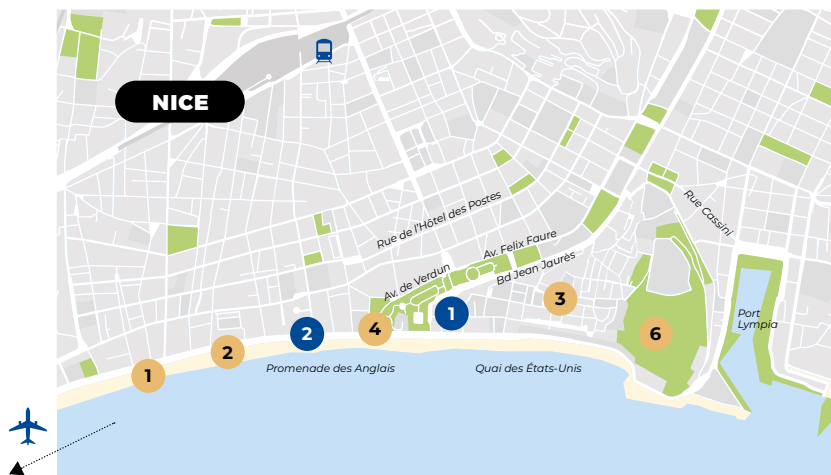 NICE
Rue de l'Hôtel des Postes
Rue Cassini
Av. Felix Faure
Bd Jean Jaurès
Av. de Verdun
3
1
4
2
2
1
6
Port
Lympia
Promenade des Anglais
Quai des États-Unis